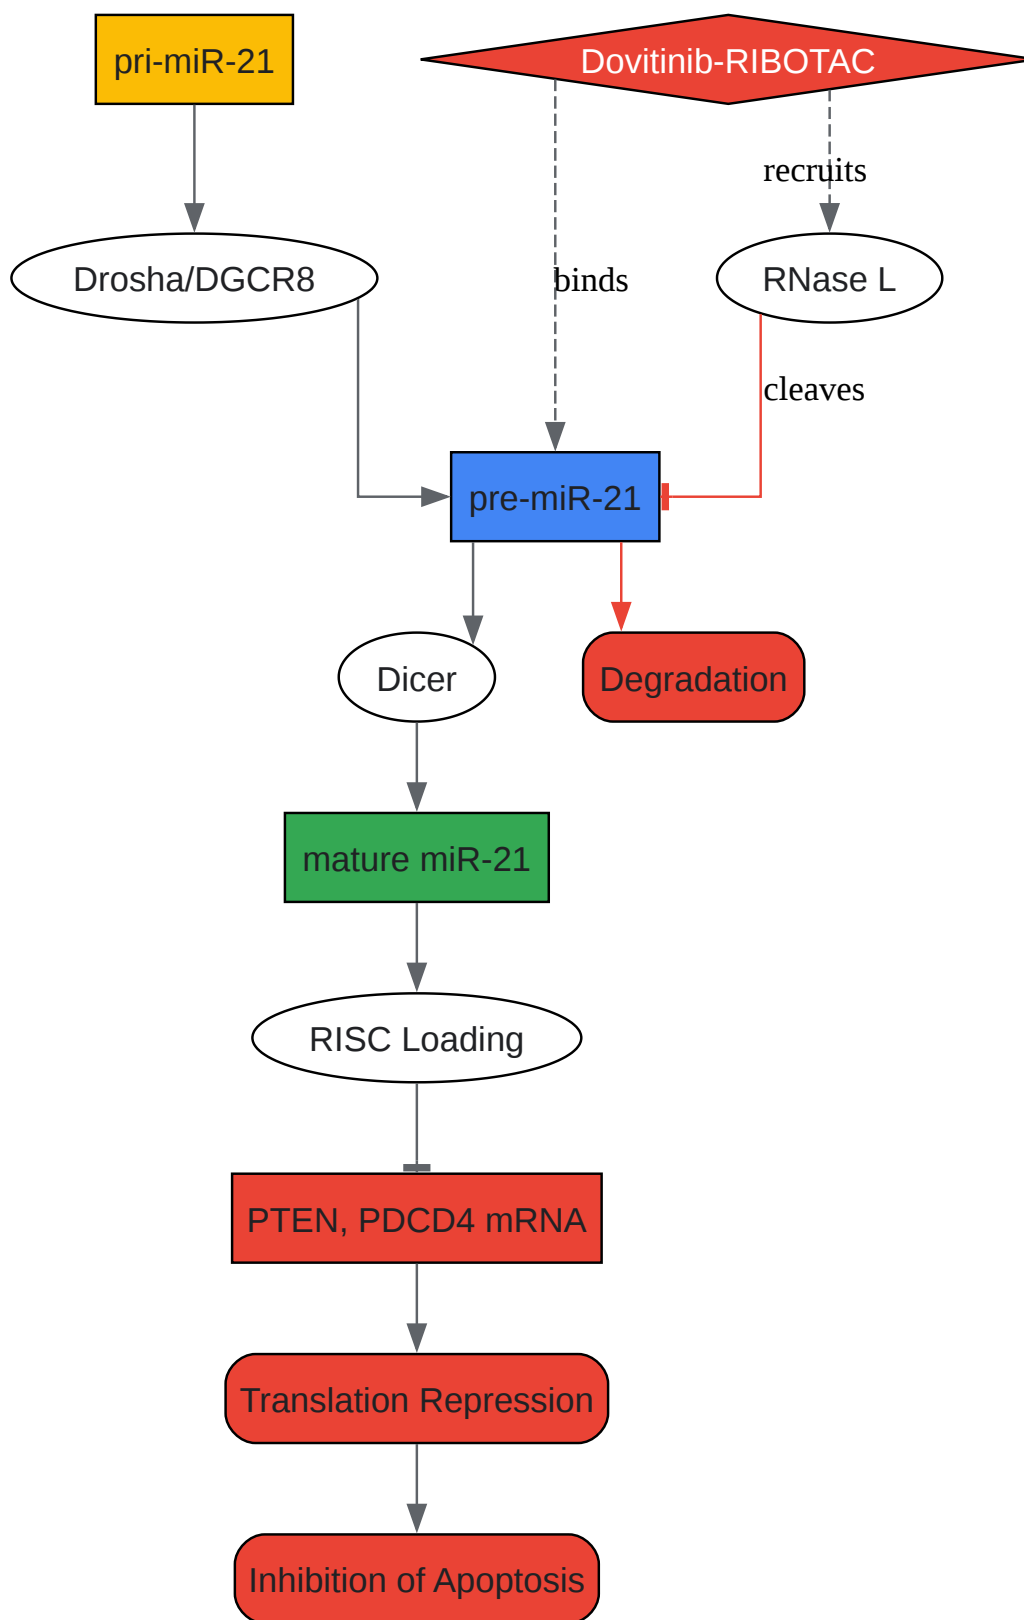 pri-miR-21
Dovitinib-RIBOTAC
recruits
Drosha/DGCR8
binds
RNase L
cleaves
pre-miR-21
Dicer
Degradation
mature miR-21
RISC Loading
PTEN, PDCD4 mRNA
Translation Repression
Inhibition of Apoptosis